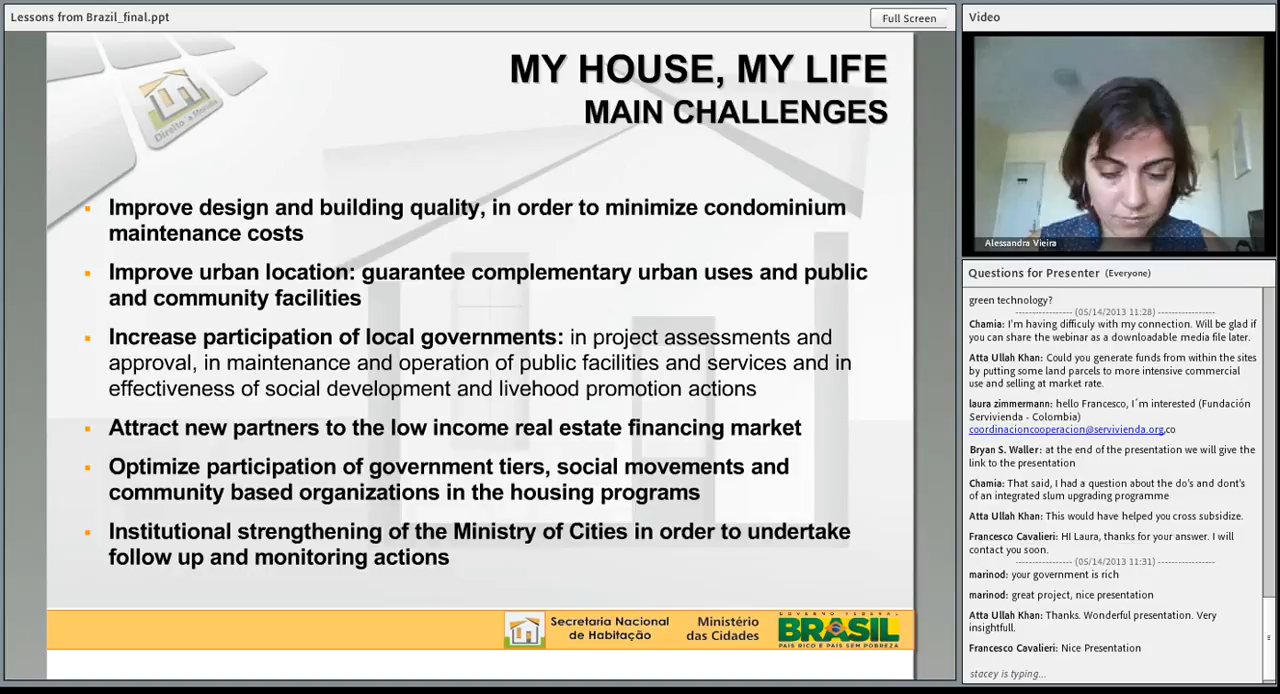 Lessons from Brazil_final.ppt
Full Screen
MY HOUSE, MY LIFE
MAIN CHALLENGES
Direito à Moradia
▪ Improve design and building quality, in order to minimize condominium
maintenance costs
▪ Improve urban location: guarantee complementary urban uses and public
and community facilities
▪ Increase participation of local governments: in project assessments and
approval, in maintenance and operation of public facilities and services and in
effectiveness of social development and livehood promotion actions
▪ Attract new partners to the low income real estate financing market
▪ Optimize participation of government tiers, social movements and
community based organizations in the housing programs
▪ Institutional strengthening of the Ministry of Cities in order to undertake
follow up and monitoring actions
Secretaria Nacional
de Habitação
Ministério
das Cidades
GOVERNO FEDERAL
BRASIL
PAÍS RICO É PAÍS SEM POBREZA
Video
Alessandra Vieira
Questions for Presenter (Everyone)
green technology?
----------------- (05/14/2013 11:28) -----------------
Chamia: I'm having difficuly with my connection. Will be glad if
you can share the webinar as a downloadable media file later.
Atta Ullah Khan: Could you generate funds from within the sites
by putting some land parcels to more intensive commercial
use and selling at market rate.
laura zimmermann: hello Francesco, I´m interested (Fundación
Servivienda - Colombia)
coordinacioncooperacion@servivienda.org,co
Bryan S. Waller: at the end of the presentation we will give the
link to the presentation
Chamia: That said, I had a question about the do's and dont's
of an integrated slum upgrading programme
Atta Ullah Khan: This would have helped you cross subsidize.
Francesco Cavalieri: HI Laura, thanks for your answer. I will
contact you soon.
----------------- (05/14/2013 11:31) -----------------
marinod: your government is rich
marinod: great project, nice presentation
Atta Ullah Khan: Thanks. Wonderful presentation. Very
insightfull.
Francesco Cavalieri: Nice Presentation
stacey is typing...